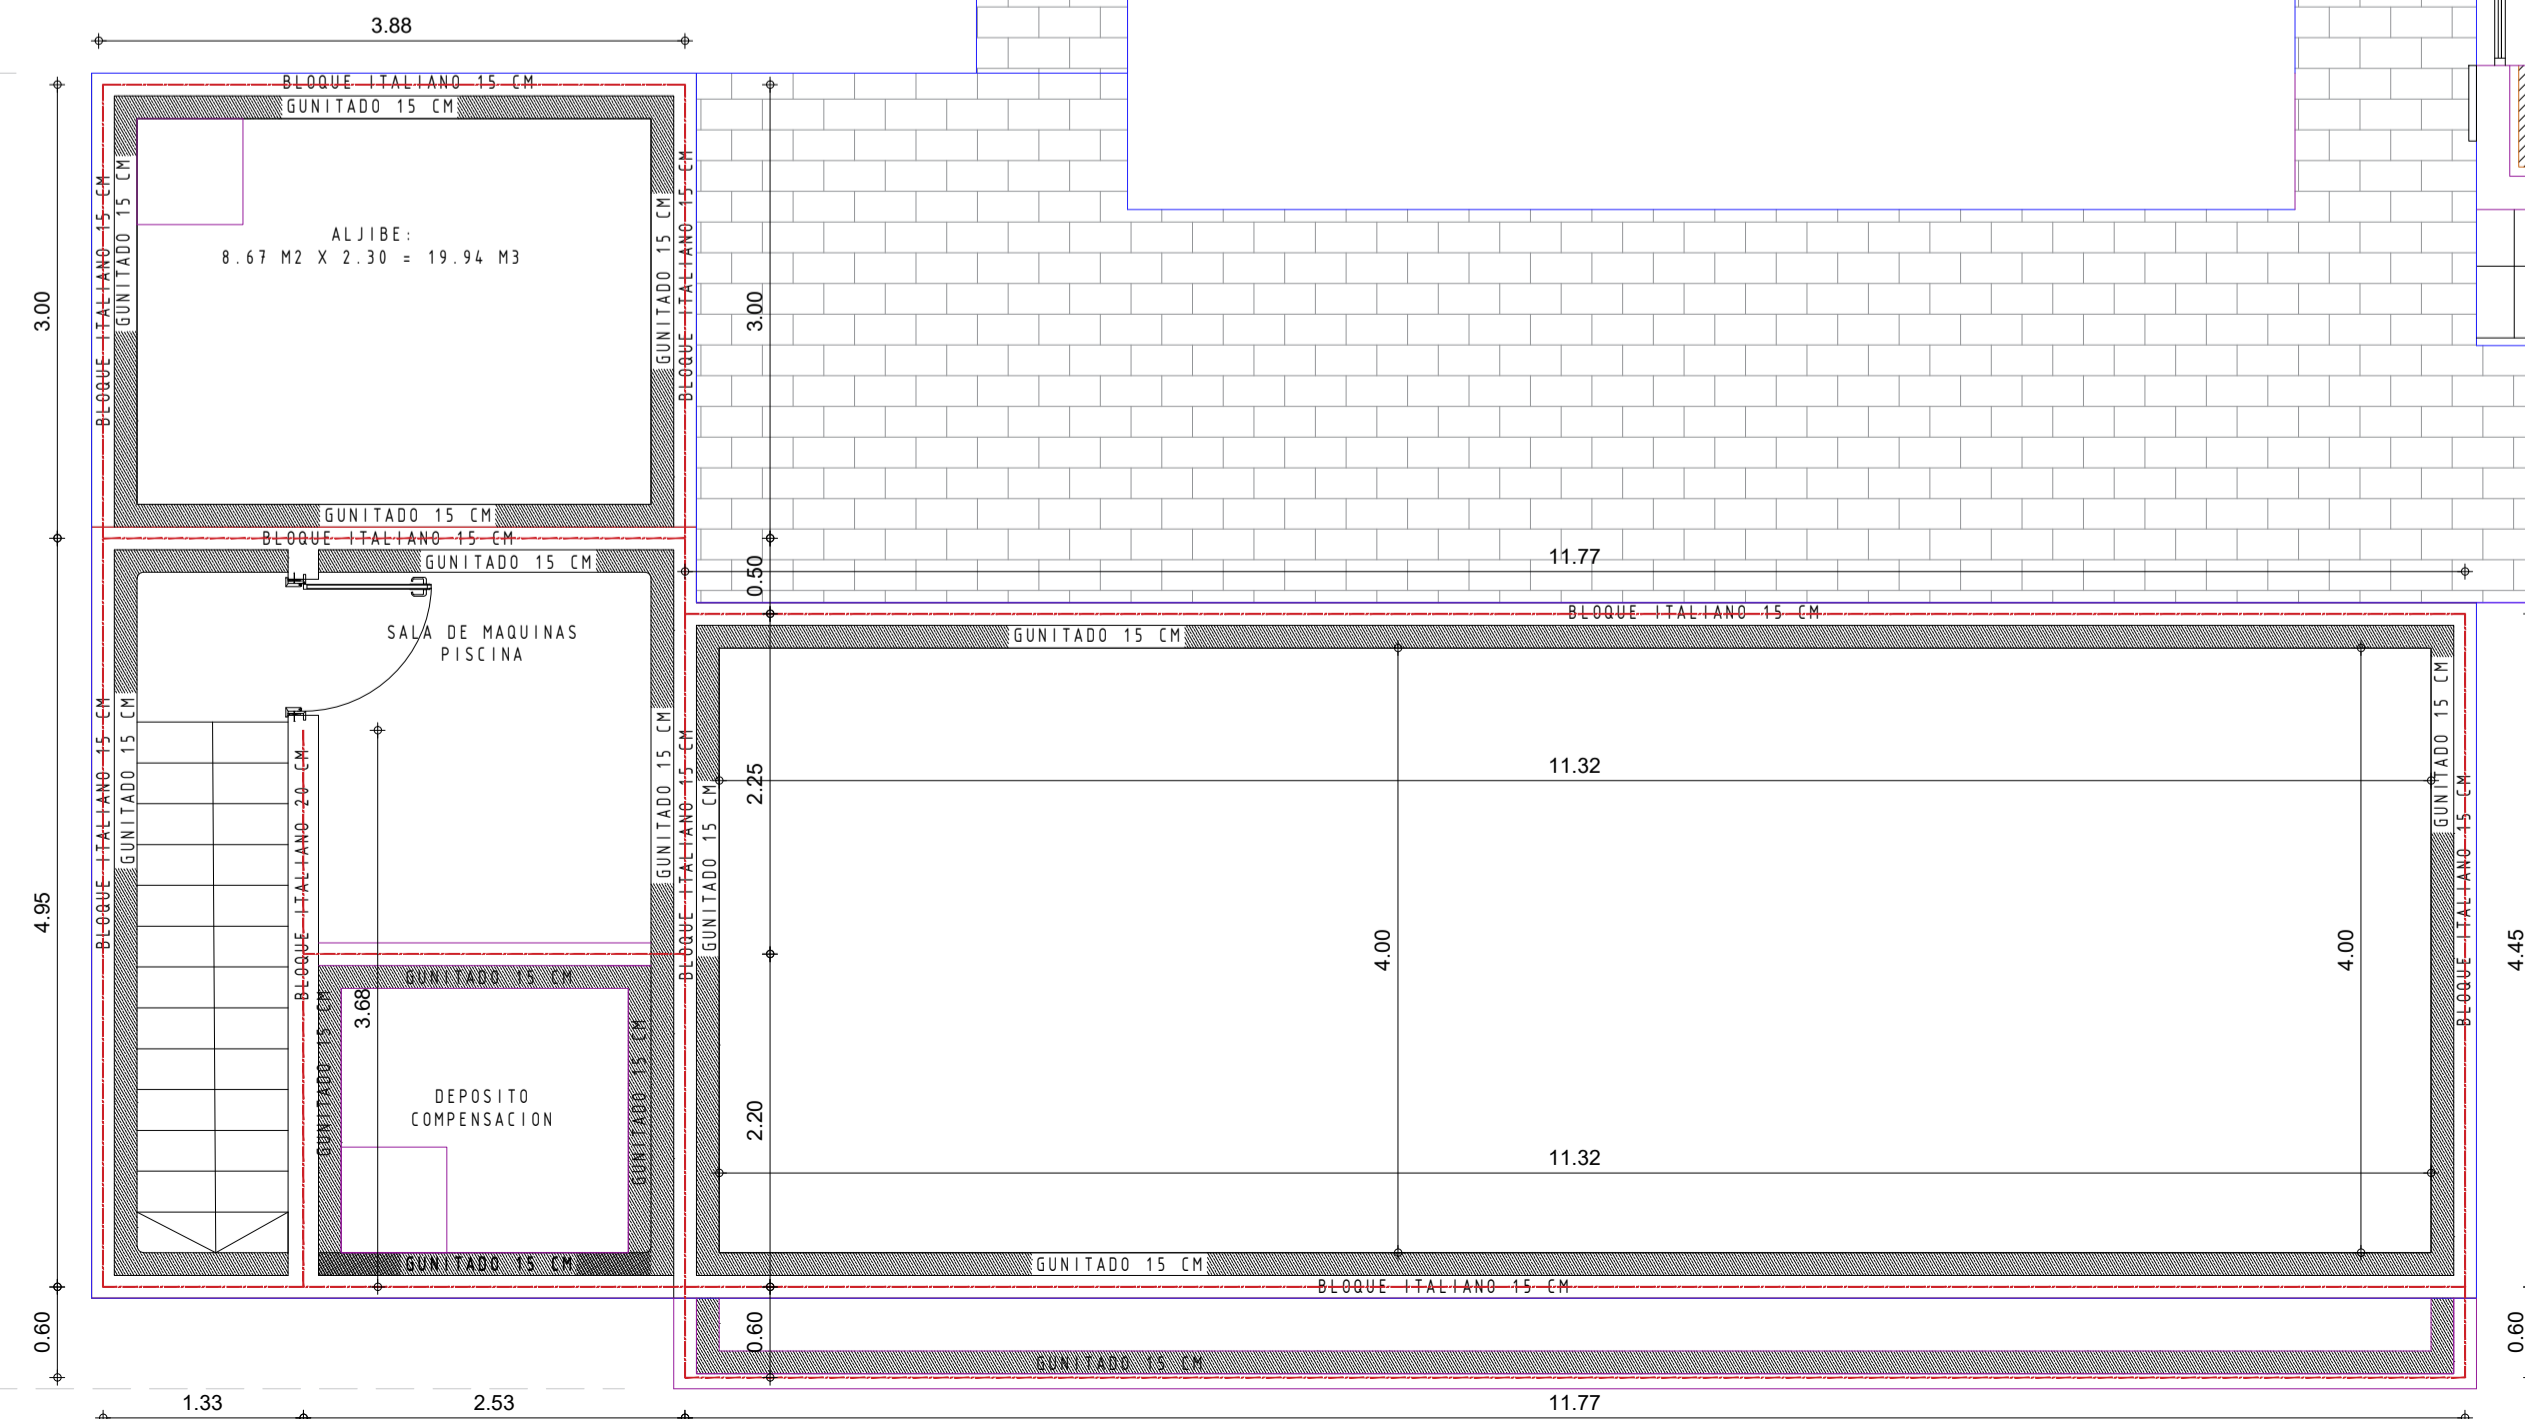 3.88
BLOQUE ITALIANO 15 CM
GUNITADO 15 CM
BLOQUE ITALIANO 15 CM
GUNITADO 15 CM
GUNITADO 15 CM
BLOQUE ITALIANO 15 CM
ALJIBE:
8.67 M2 X 2.30 = 19.94 M3
3.00
3.00
GUNITADO 15 CM
BLOQUE ITALIANO 15 CM
GUNITADO 15 CM
0.50
11.77
BLOQUE ITALIANO 15 CM
GUNITADO 15 CM
SALA DE MAQUINAS
PISCINA
BLOQUE ITALIANO 15 CM
GUNITADO 15 CM
BLOQUE ITALIANO 20 CM
GUNITADO 15 CM
BLOQUE ITALIANO 15 CM
GUNITADO 15 CM
2.25
11.32
GUNITADO 15 CM
BLOQUE ITALIANO 15 CM
4.95
4.00
4.00
4.45
GUNITADO 15 CM
3.68
GUNITADO 15 CM
GUNITADO 15 CM
DEPOSITO
COMPENSACION
2.20
11.32
GUNITADO 15 CM
GUNITADO 15 CM
BLOQUE ITALIANO 15 CM
0.60
0.60
0.60
GUNITADO 15 CM
1.33
2.53
11.77